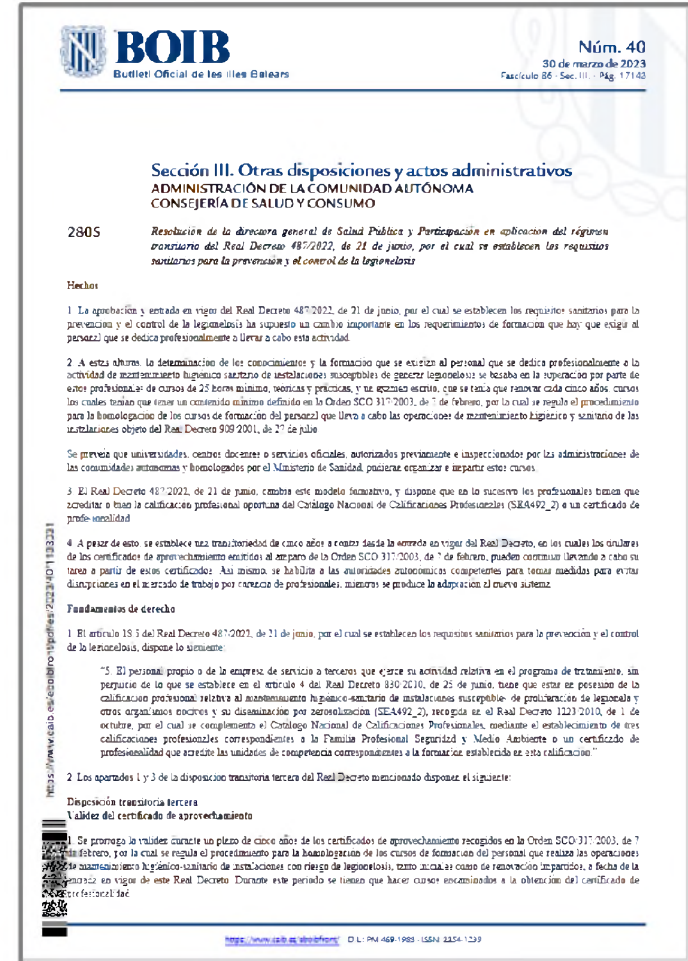 BOIB
Butlletí Oficial de les Illes Balears
Núm. 40
30 de marzo de 2023
Fascículo 86 - Sec. III. - Pág. 17143
Sección III. Otras disposiciones y actos administrativos
ADMINISTRACIÓN DE LA COMUNIDAD AUTÓNOMA
CONSEJERÍA DE SALUD Y CONSUMO
2805
Resolución de la directora general de Salud Pública y Participación en aplicación del régimen
transitorio del Real Decreto 487/2022, de 21 de junio, por el cual se establecen los requisitos
sanitarios para la prevención y el control de la legionelosis
Hechos
1. La aprobación y entrada en vigor del Real Decreto 487/2022, de 21 de junio, por el cual se establecen los requisitos sanitarios para la
prevención y el control de la legionelosis ha supuesto un cambio importante en los requerimientos de formación que hay que exigir al
personal que se dedica profesionalmente a llevar a cabo esta actividad.
2. A estas alturas, la determinación de los conocimientos y la formación que se exigían al personal que se dedica profesionalmente a la
actividad de mantenimiento higiénico sanitario de instalaciones susceptibles de generar legionelosis se basaba en la superación por parte de
estos profesionales de cursos de 25 horas mínimo, teóricas y prácticas, y un examen escrito, que se tenía que renovar cada cinco años, cursos
los cuales tenían que tener un contenido mínimo definido en la Orden SCO 317/2003, de 7 de febrero, por la cual se regula el procedimiento
para la homologación de los cursos de formación del personal que lleva a cabo las operaciones de mantenimiento higiénico y sanitario de las
instalaciones objeto del Real Decreto 909/2001, de 27 de julio.
Se preveía que universidades, centros docentes o servicios oficiales, autorizados previamente e inspeccionados por las administraciones de
las comunidades autónomas y homologados por el Ministerio de Sanidad, pudieran organizar e impartir estos cursos.
3. El Real Decreto 487/2022, de 21 de junio, cambia este modelo formativo, y dispone que en lo sucesivo los profesionales tienen que
acreditar o bien la calificación profesional oportuna del Catálogo Nacional de Calificaciones Profesionales (SEA492_2) o un certificado de
profesionalidad.
4. A pesar de esto, se establece una transitoriedad de cinco años a contar desde la entrada en vigor del Real Decreto, en los cuales los titulares
de los certificados de aprovechamiento emitidos al amparo de la Orden SCO 317/2003, de 7 de febrero, pueden continuar llevando a cabo su
tarea a partir de estos certificados. Así mismo, se habilita a las autoridades autonómicas competentes para tomar medidas para evitar
disrupciones en el mercado de trabajo por carencia de profesionales, mientras se produce la adaptación al nuevo sistema.
Fundamentos de derecho
1. El artículo 18.5 del Real Decreto 487/2022, de 21 de junio, por el cual se establecen los requisitos sanitarios para la prevención y el control
de la legionelosis, dispone lo siguiente:
“5. El personal propio o de la empresa de servicio a terceros que ejerce su actividad relativa en el programa de tratamiento, sin
perjuicio de lo que se establece en el artículo 4 del Real Decreto 830/2010, de 25 de junio, tiene que estar en posesión de la
calificación profesional relativa al mantenimiento higiénico-sanitario de instalaciones susceptibles de proliferación de legionela y
otros organismos nocivos y su diseminación por aerosolización (SEA492_2), recogida en el Real Decreto 1223/2010, de 1 de
octubre, por el cual se complementa el Catálogo Nacional de Calificaciones Profesionales, mediante el establecimiento de tres
calificaciones profesionales correspondientes a la Familia Profesional Seguridad y Medio Ambiente o un certificado de
profesionalidad que acredite las unidades de competencia correspondientes a la formación establecida en esta calificación.”
2. Los apartados 1 y 3 de la disposición transitoria tercera del Real Decreto mencionado disponen el siguiente:
Disposición transitoria tercera
Validez del certificado de aprovechamiento
1. Se prorroga la validez durante un plazo de cinco años de los certificados de aprovechamiento recogidos en la Orden SCO/317/2003, de 7
de febrero, por la cual se regula el procedimiento para la homologación de los cursos de formación del personal que realiza las operaciones
de mantenimiento higiénico-sanitario de instalaciones con riesgo de legionelosis, tanto iniciales como de renovación impartidos, a fecha de la
entrada en vigor de este Real Decreto. Durante este periodo se tienen que hacer cursos encaminados a la obtención del certificado de
profesionalidad.
https://www.caib.es/eboibfront/ D.L.: PM 469-1983 - ISSN: 2254-1233